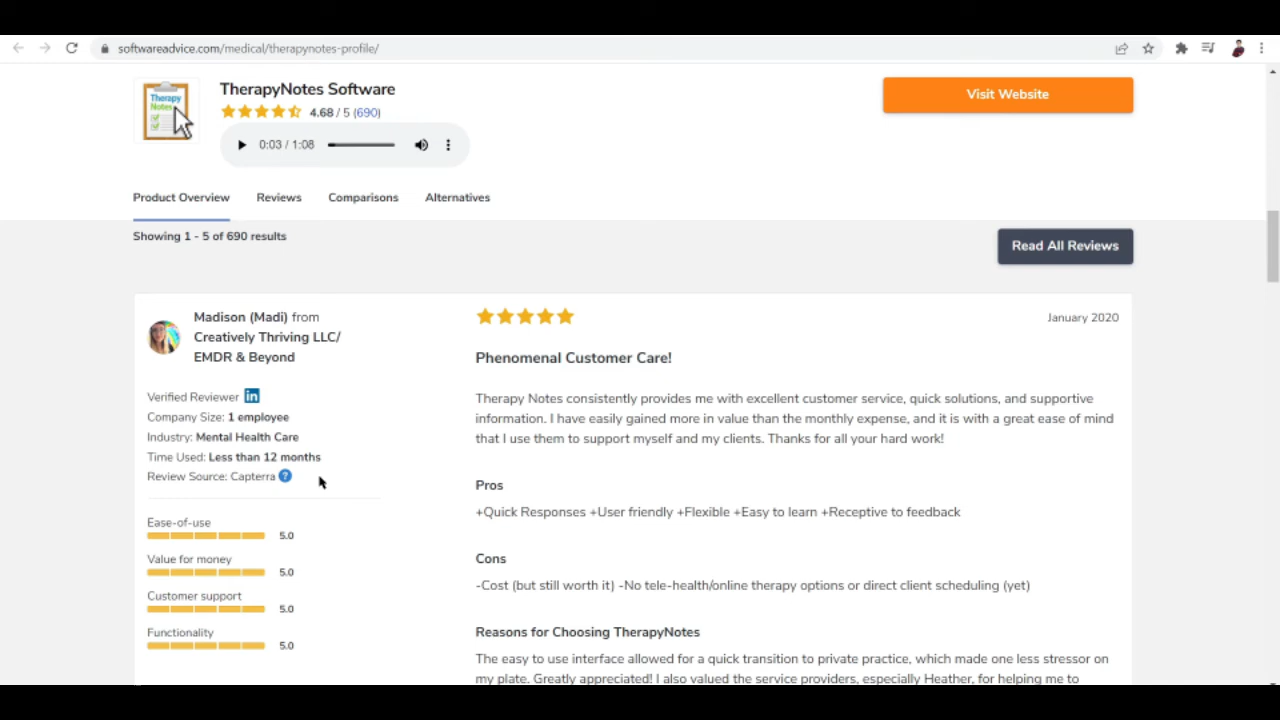 softwareadvice.com/medical/therapynotes-profile/
Therapy
Notes
TherapyNotes Software
4.68 / 5 (690)
Visit Website
0:03 / 1:08
Product Overview Reviews Comparisons Alternatives
Showing 1 - 5 of 690 results
Read All Reviews
Madison (Madi) from
Creatively Thriving LLC/
EMDR & Beyond
Verified Reviewer in
Company Size: 1 employee
Industry: Mental Health Care
Time Used: Less than 12 months
Review Source: Capterra ?
Ease-of-use
5.0
Value for money
5.0
Customer support
5.0
Functionality
5.0
January 2020
Phenomenal Customer Care!
Therapy Notes consistently provides me with excellent customer service, quick solutions, and supportive
information. I have easily gained more in value than the monthly expense, and it is with a great ease of mind
that I use them to support myself and my clients. Thanks for all your hard work!
Pros
+Quick Responses +User friendly +Flexible +Easy to learn +Receptive to feedback
Cons
-Cost (but still worth it) -No tele-health/online therapy options or direct client scheduling (yet)
Reasons for Choosing TherapyNotes
The easy to use interface allowed for a quick transition to private practice, which made one less stressor on
my plate. Greatly appreciated! I also valued the service providers, especially Heather, for helping me to